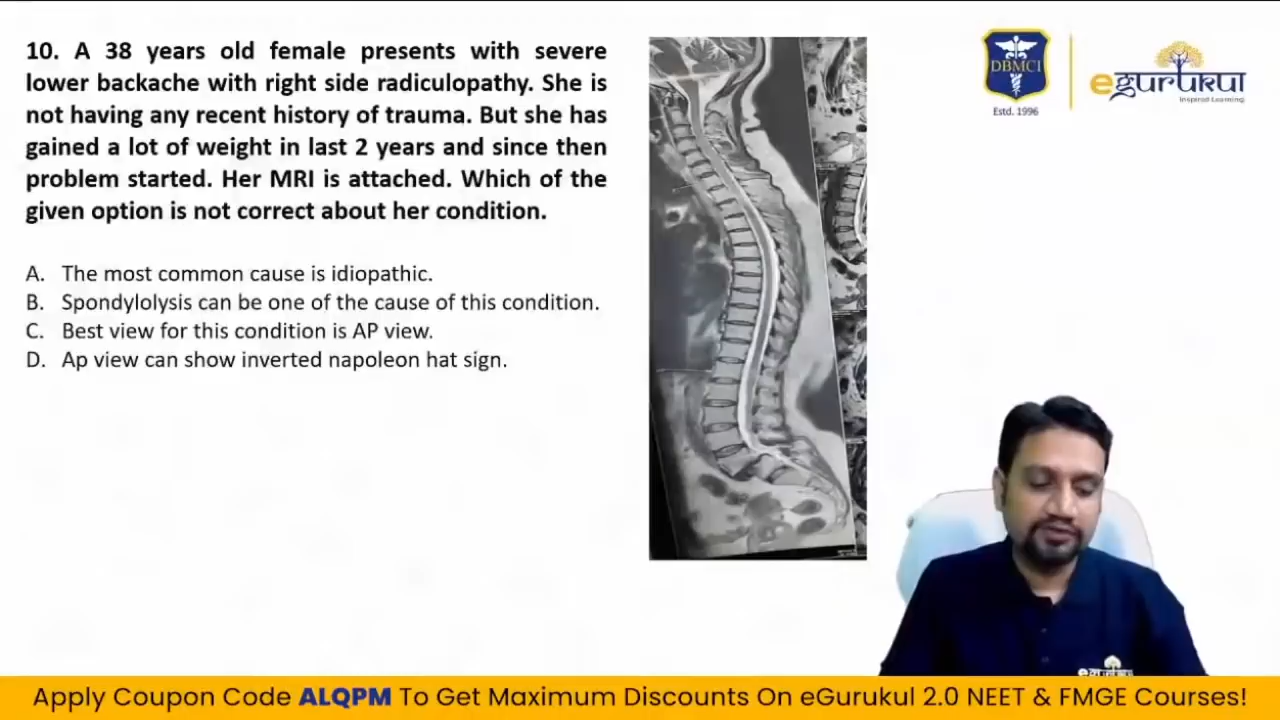 10. A 38 years old female presents with severe
lower backache with right side radiculopathy. She is
not having any recent history of trauma. But she has
gained a lot of weight in last 2 years and since then
problem started. Her MRI is attached. Which of the
given option is not correct about her condition.
A. The most common cause is idiopathic.
B. Spondylolysis can be one of the cause of this condition.
C. Best view for this condition is AP view.
D. Ap view can show inverted napoleon hat sign.
DBMCI
Estd. 1996
egurukul
Inspired Learning
Apply Coupon Code ALQPM To Get Maximum Discounts On eGurukul 2.0 NEET & FMGE Courses!